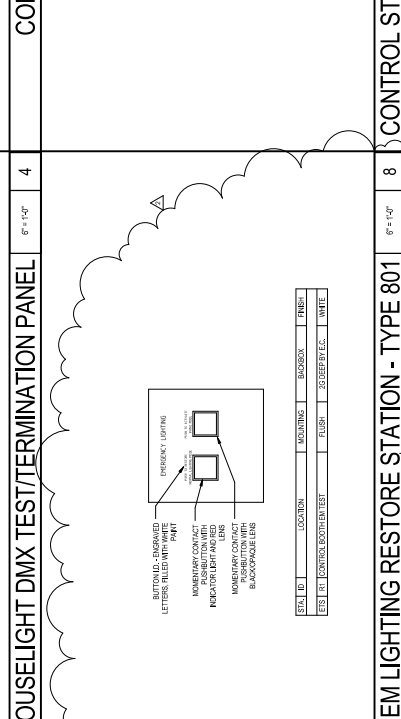 CO
OUSELIGHT DMX TEST/TERMINATION PANEL
6" = 1'-0"
4
2
EMERGENCY LIGHTING
BUTTON I.D. - ENGRAVED
LETTERS, FILLED WITH WHITE
PAINT
MOMENTARY CONTACT
PUSHBUTTON WITH
INDICATOR LIGHT AND RED
LENS
MOMENTARY CONTACT
PUSHBUTTON WITH
BLACK/OPAQUE LENS
STA. ID LOCATION MOUNTING BACKBOX FINISH
ETS R1 CONTROL BOOTH EM TEST FLUSH 2G DEEP BY E.C. WHITE
CONTROL ST
EM LIGHTING RESTORE STATION - TYPE 801
6" = 1'-0"
8